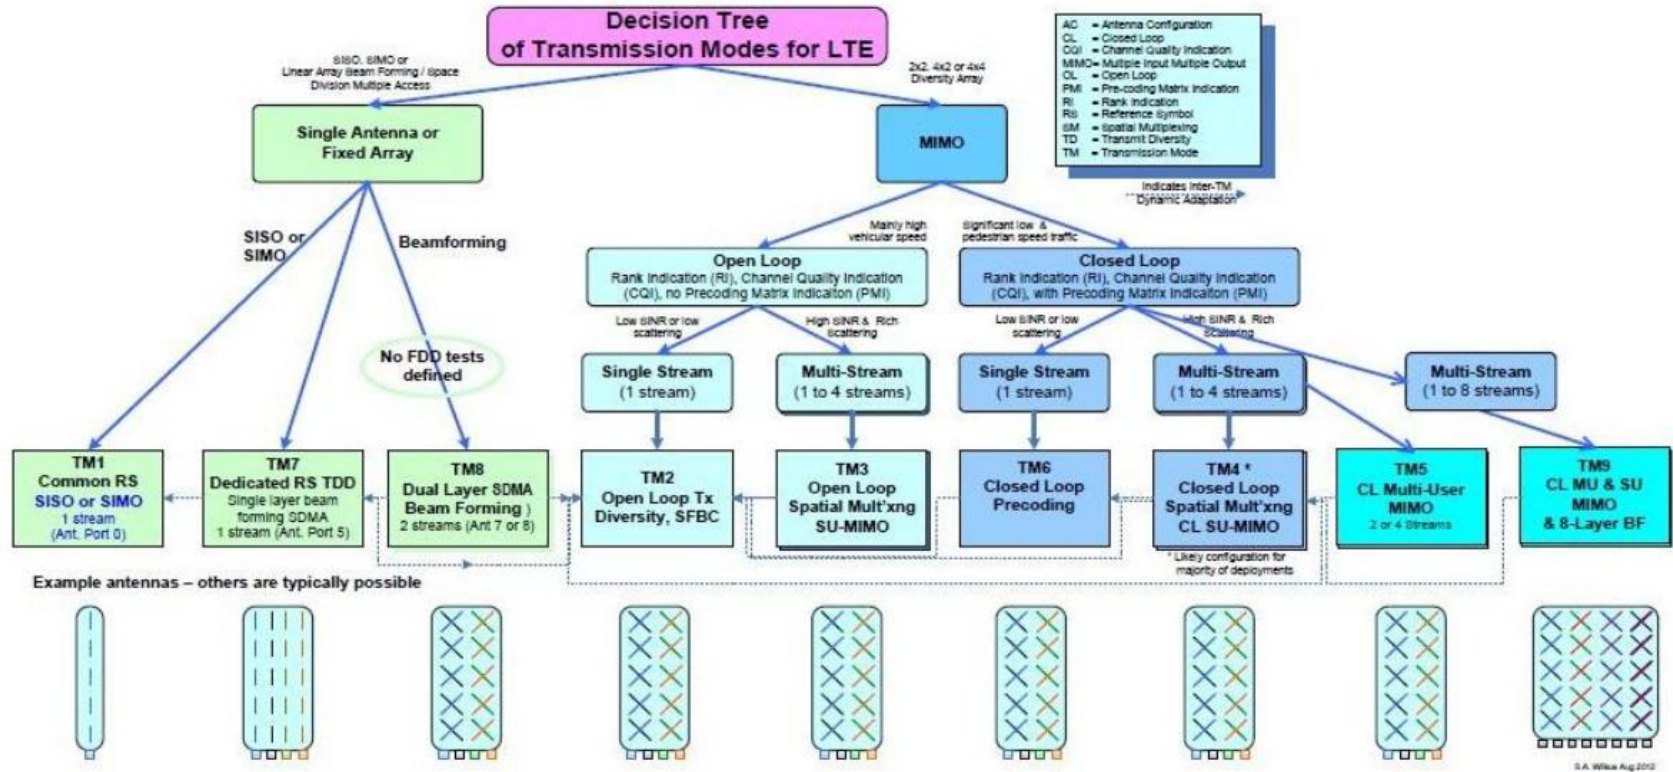 Decision Tree
of Transmission Modes for LTE
AC = Antenna Configuration
CL = Closed Loop
CQI = Channel Quality Indication
MIMO= Multiple Input Multiple Output
OL = Open Loop
PMI = Pre-coding Matrix Indication
RI = Rank Indication
RS = Reference Symbol
SM = Spatial Multiplexing
TD = Transmit Diversity
TM = Transmission Mode
Indicates Inter-TM
Dynamic Adaptation
SISO, SIMO or
Linear Array Beam Forming / Space
Division Multiple Access
2x2, 4x2 or 4x4
Diversity Array
Single Antenna or
Fixed Array
MIMO
SISO or
SIMO
Beamforming
No FDD tests
defined
Mainly high
vehicular speed
Significant low &
pedestrian speed traffic
Open Loop
Rank Indication (RI), Channel Quality Indication
(CQI), no Precoding Matrix Indicaiton (PMI)
Closed Loop
Rank Indication (RI), Channel Quality Indication
(CQI), with Precoding Matrix Indicaition (PMI)
Low SINR or low
scattering
High SINR & Rich
Scattering
Low SINR or low
scattering
High SINR & Rich
Scattering
Single Stream
(1 stream)
Multi-Stream
(1 to 4 streams)
Single Stream
(1 stream)
Multi-Stream
(1 to 4 streams)
Multi-Stream
(1 to 8 streams)
TM1
Common RS
SISO or SIMO
1 stream
(Ant. Port 0)
TM7
Dedicated RS TDD
Single layer beam
forming SDMA
1 stream (Ant. Port 5)
TM8
Dual Layer SDMA
Beam Forming )
2 streams (Ant 7 or 8)
TM2
Open Loop Tx
Diversity, SFBC
TM3
Open Loop
Spatial Mult'xng
SU-MIMO
TM6
Closed Loop
Precoding
TM4 *
Closed Loop
Spatial Mult'xng
CL SU-MIMO
TM5
CL Multi-User
MIMO
2 or 4 Streams
TM9
CL MU & SU
MIMO
& 8-Layer BF
* Likely configuration for
majority of deployments
Example antennas – others are typically possible
S.A. Wilkus Aug 2012